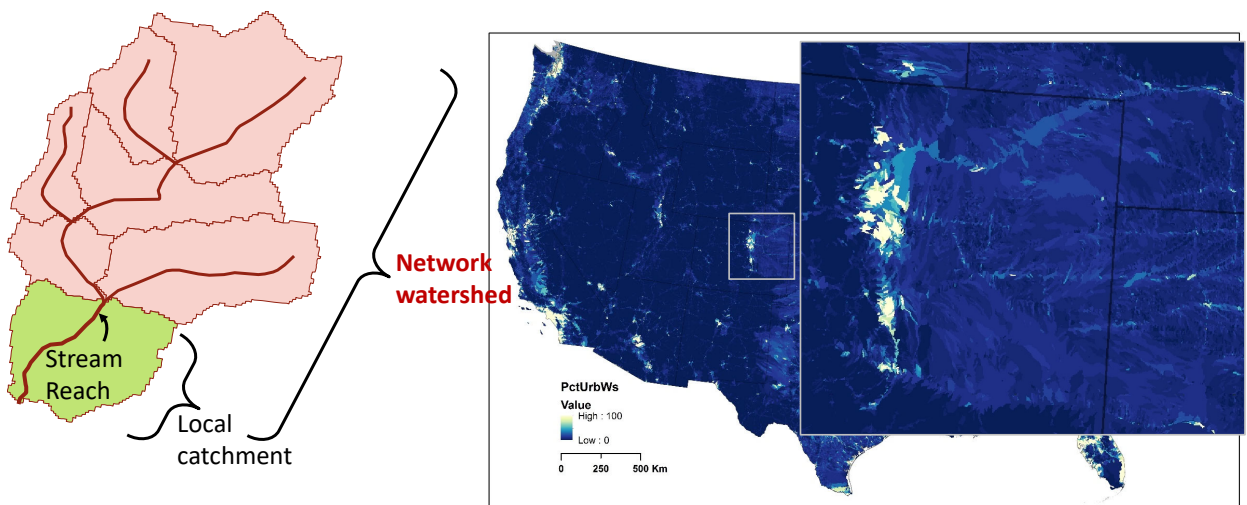 Stream
Reach
Local
catchment
Network
watershed
PctUrbWs
Value
High : 100
Low : 0
0 250 500 Km